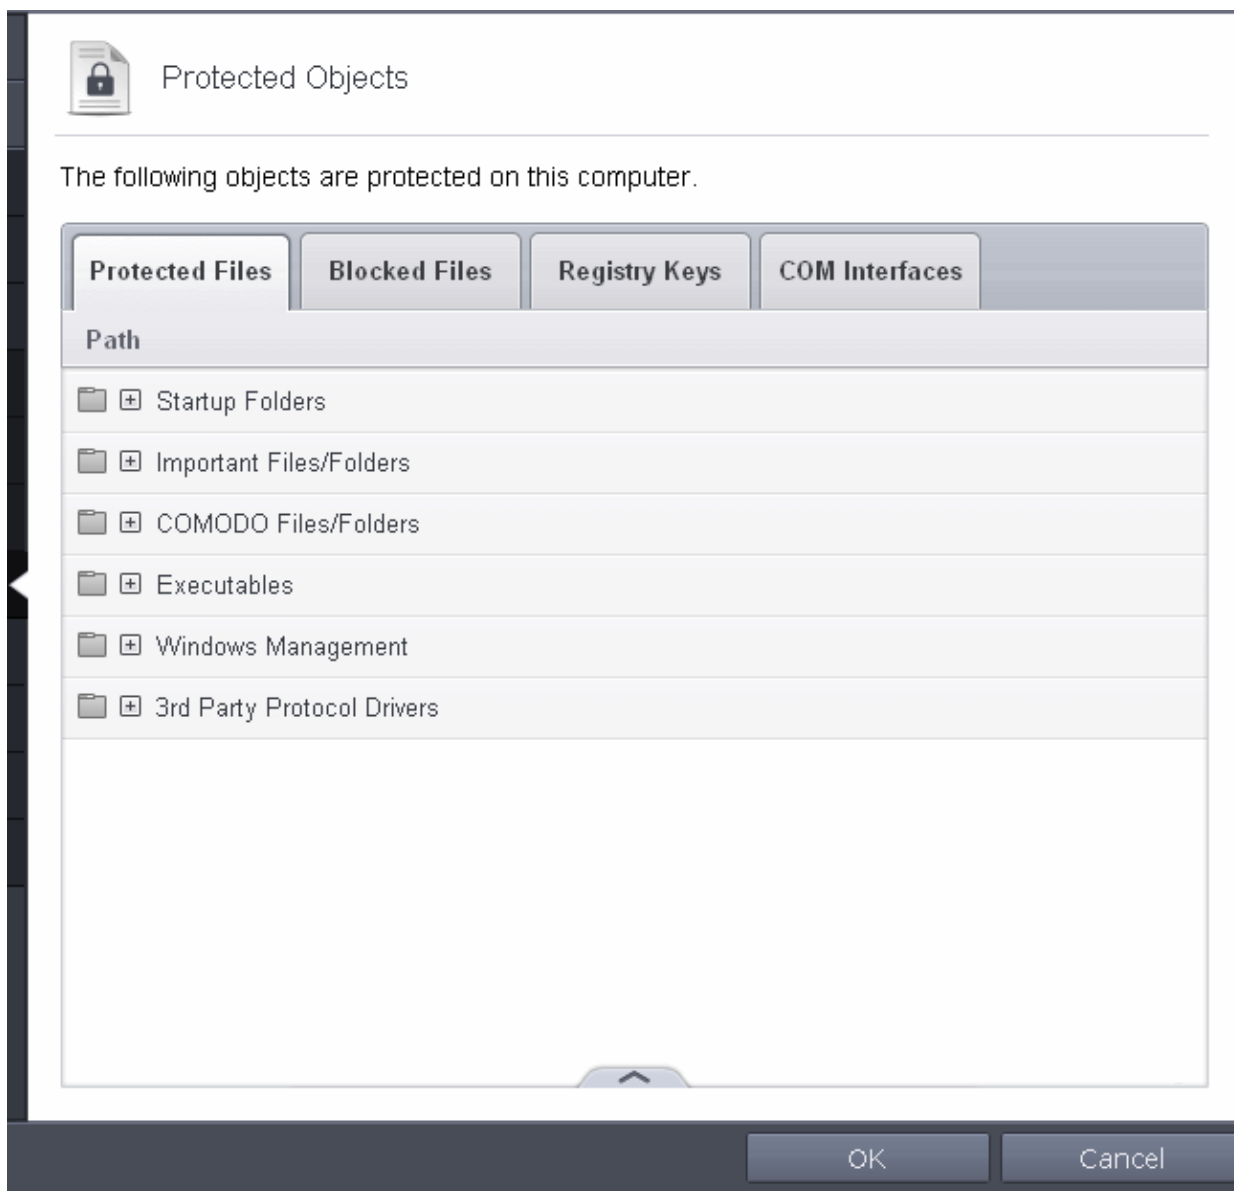 Protected Objects
The following objects are protected on this computer.
Protected Files Blocked Files Registry Keys COM Interfaces
Path
Startup Folders
Important Files/Folders
COMODO Files/Folders
Executables
Windows Management
3rd Party Protocol Drivers
OK Cancel